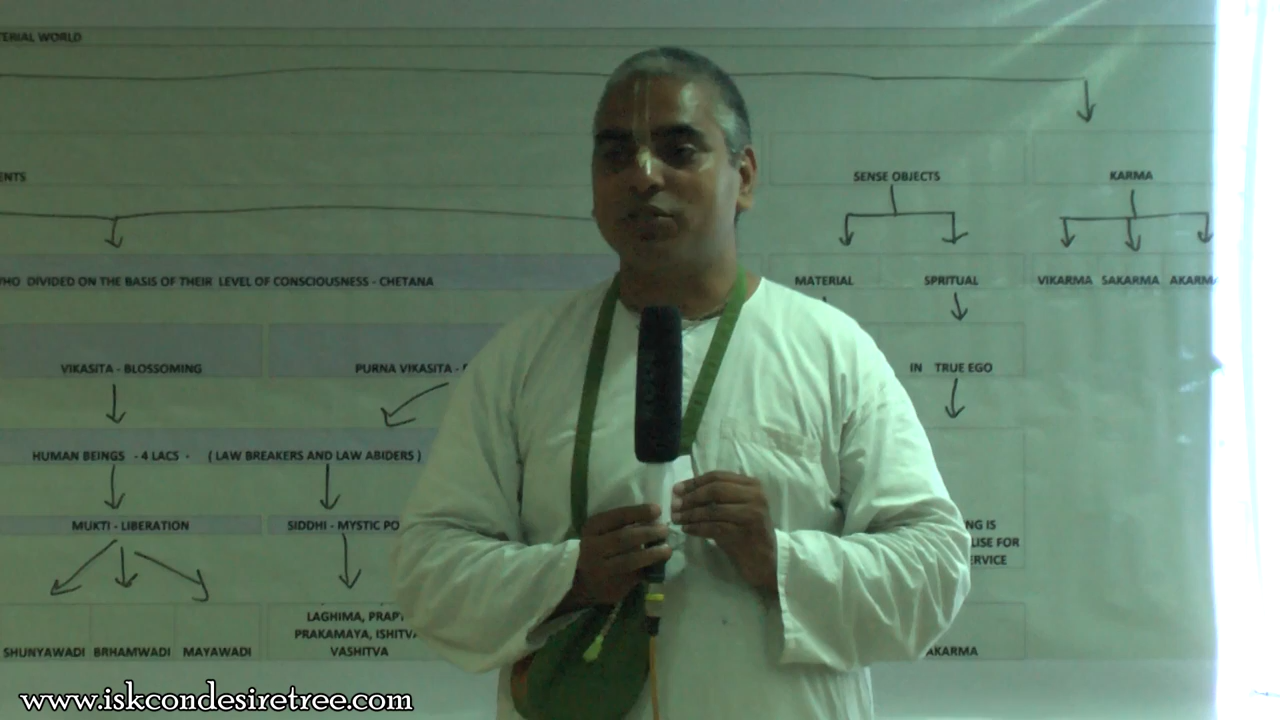 TERIAL WORLD
ENTS
SENSE OBJECTS
KARMA
WHO DIVIDED ON THE BASIS OF THEIR LEVEL OF CONSCIOUSNESS - CHETANA
MATERIAL
SPRITUAL
VIKARMA SAKARMA AKARMA
VIKASITA - BLOSSOMING
PURNA VIKASITA -
IN TRUE EGO
HUMAN BEINGS - 4 LACS - ( LAW BREAKERS AND LAW ABIDERS )
MUKTI - LIBERATION
SIDDHI - MYSTIC PO
NG IS
LISE FOR
ERVICE
SHUNYAWADI BRHAMWADI MAYAWADI
LAGHIMA, PRAPT
PRAKAMAYA, ISHITVA
VASHITVA
AKARMA
www.iskcondesiretree.com